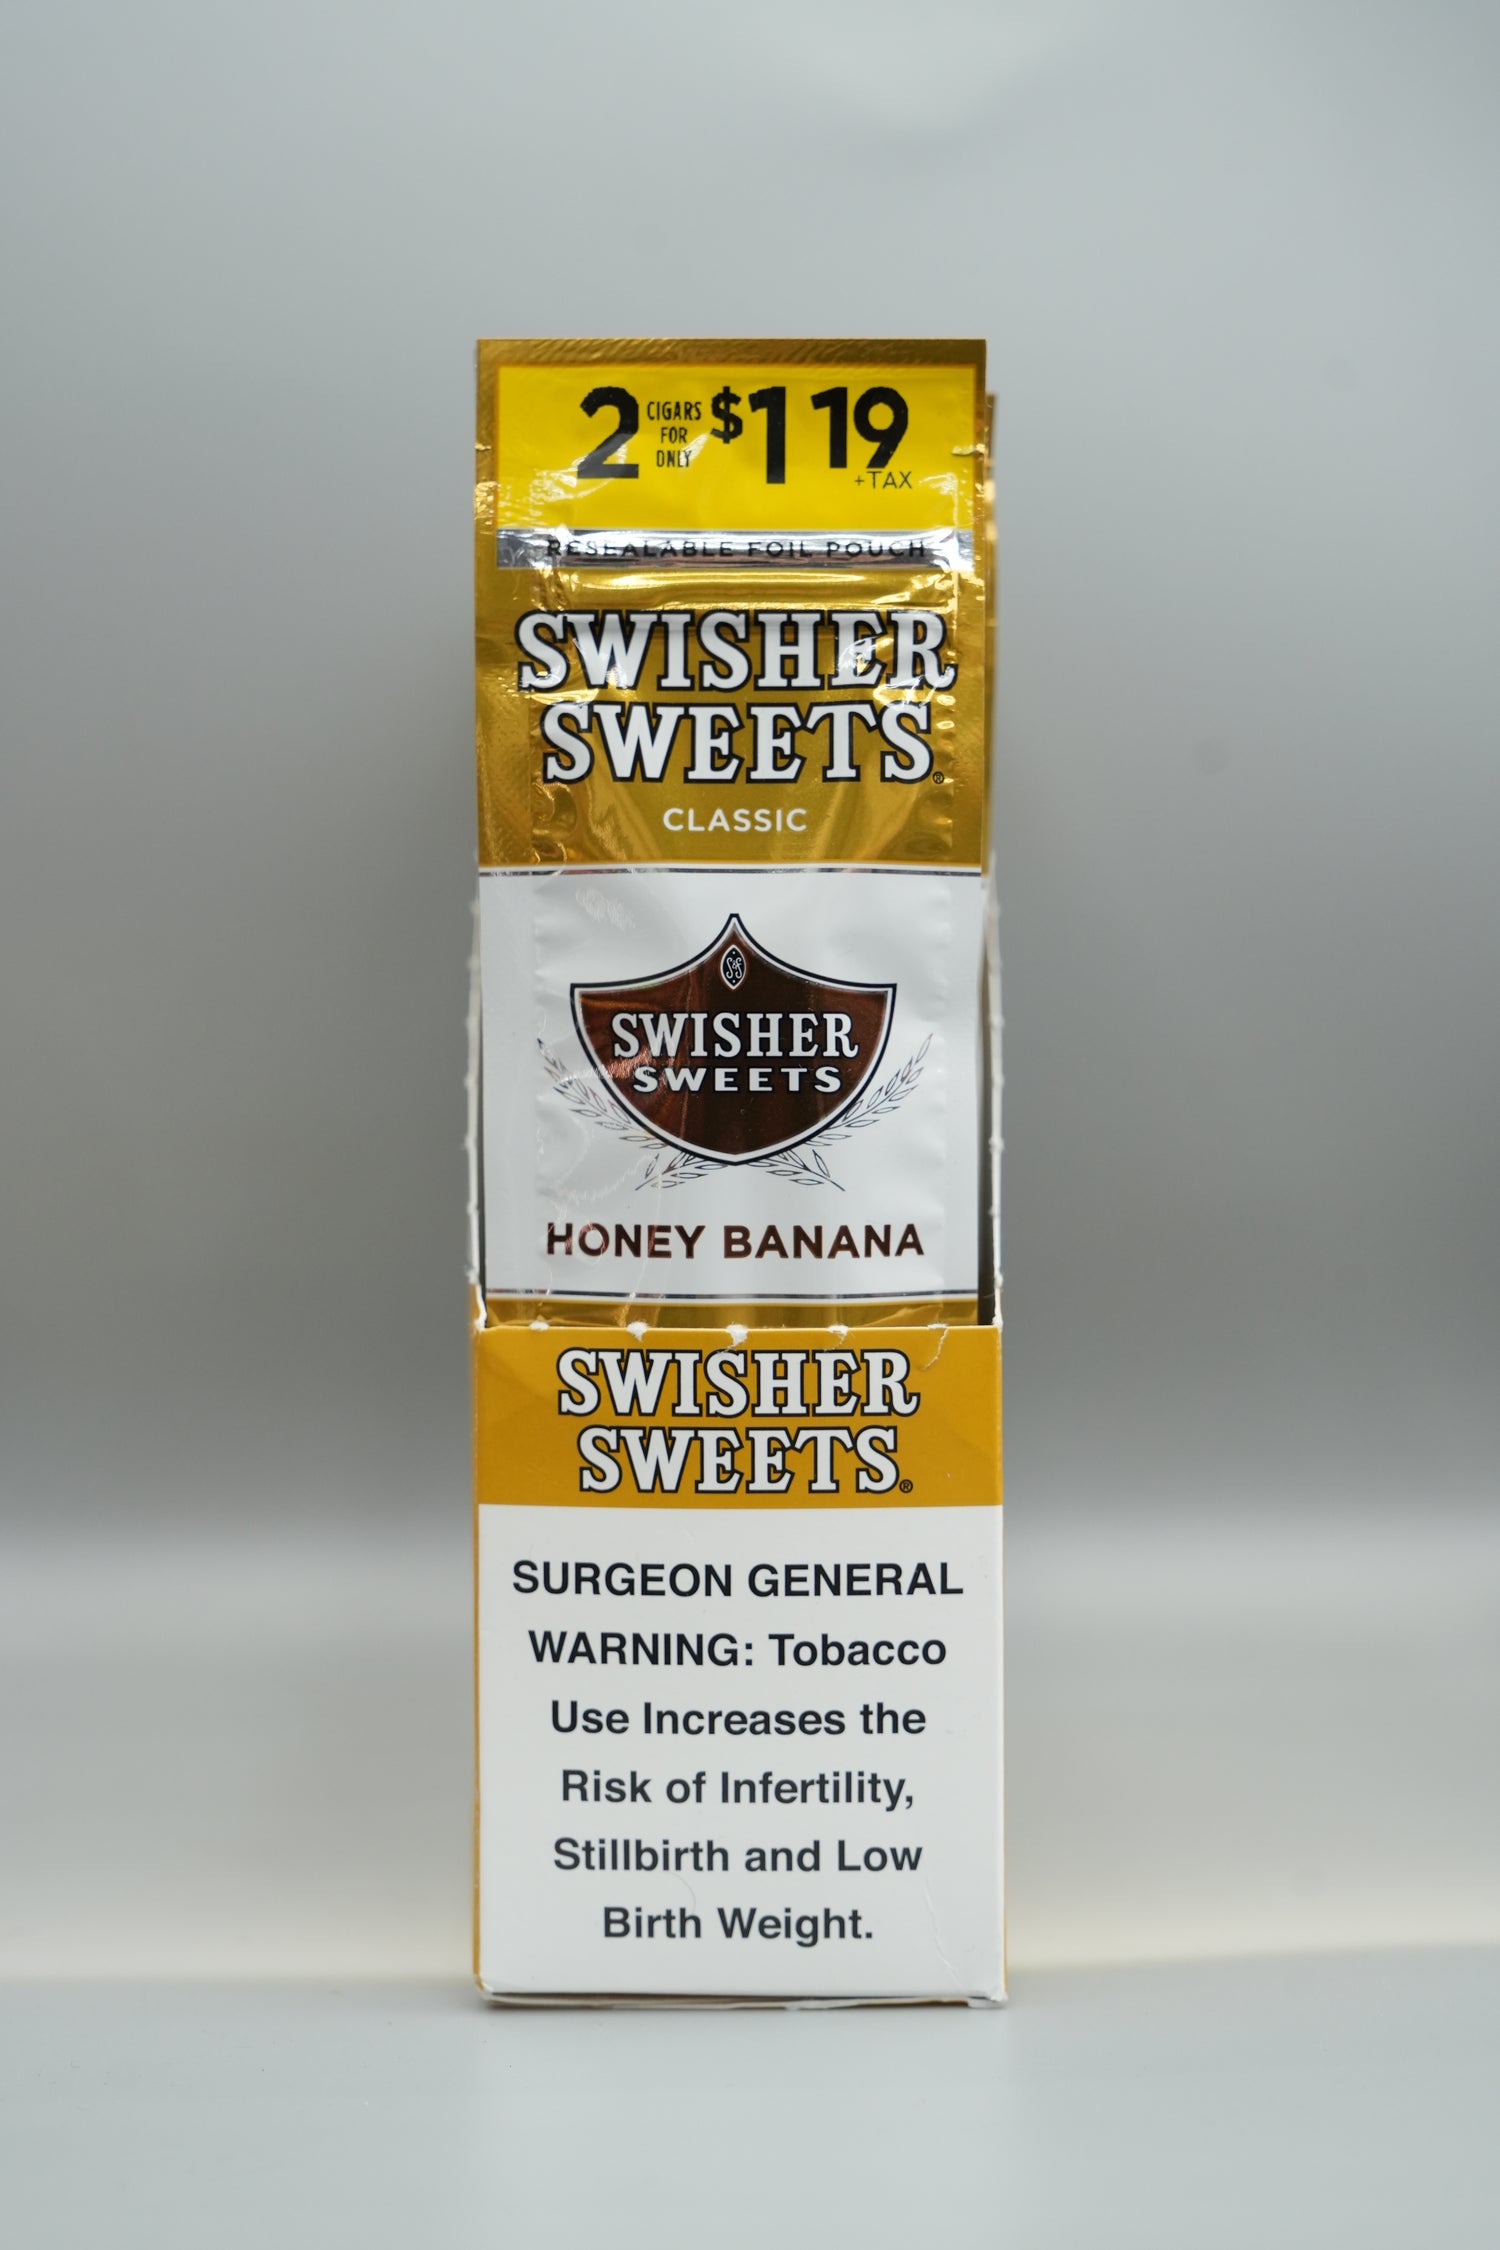 2 CIGARS FOR ONLY $1 19 +TAX
RESEALABLE FOIL POUCH
SWISHER
SWEETS®
CLASSIC
S&S
SWISHER
SWEETS
HONEY BANANA
SWISHER
SWEETS®
SURGEON GENERAL
WARNING: Tobacco
Use Increases the
Risk of Infertility,
Stillbirth and Low
Birth Weight.